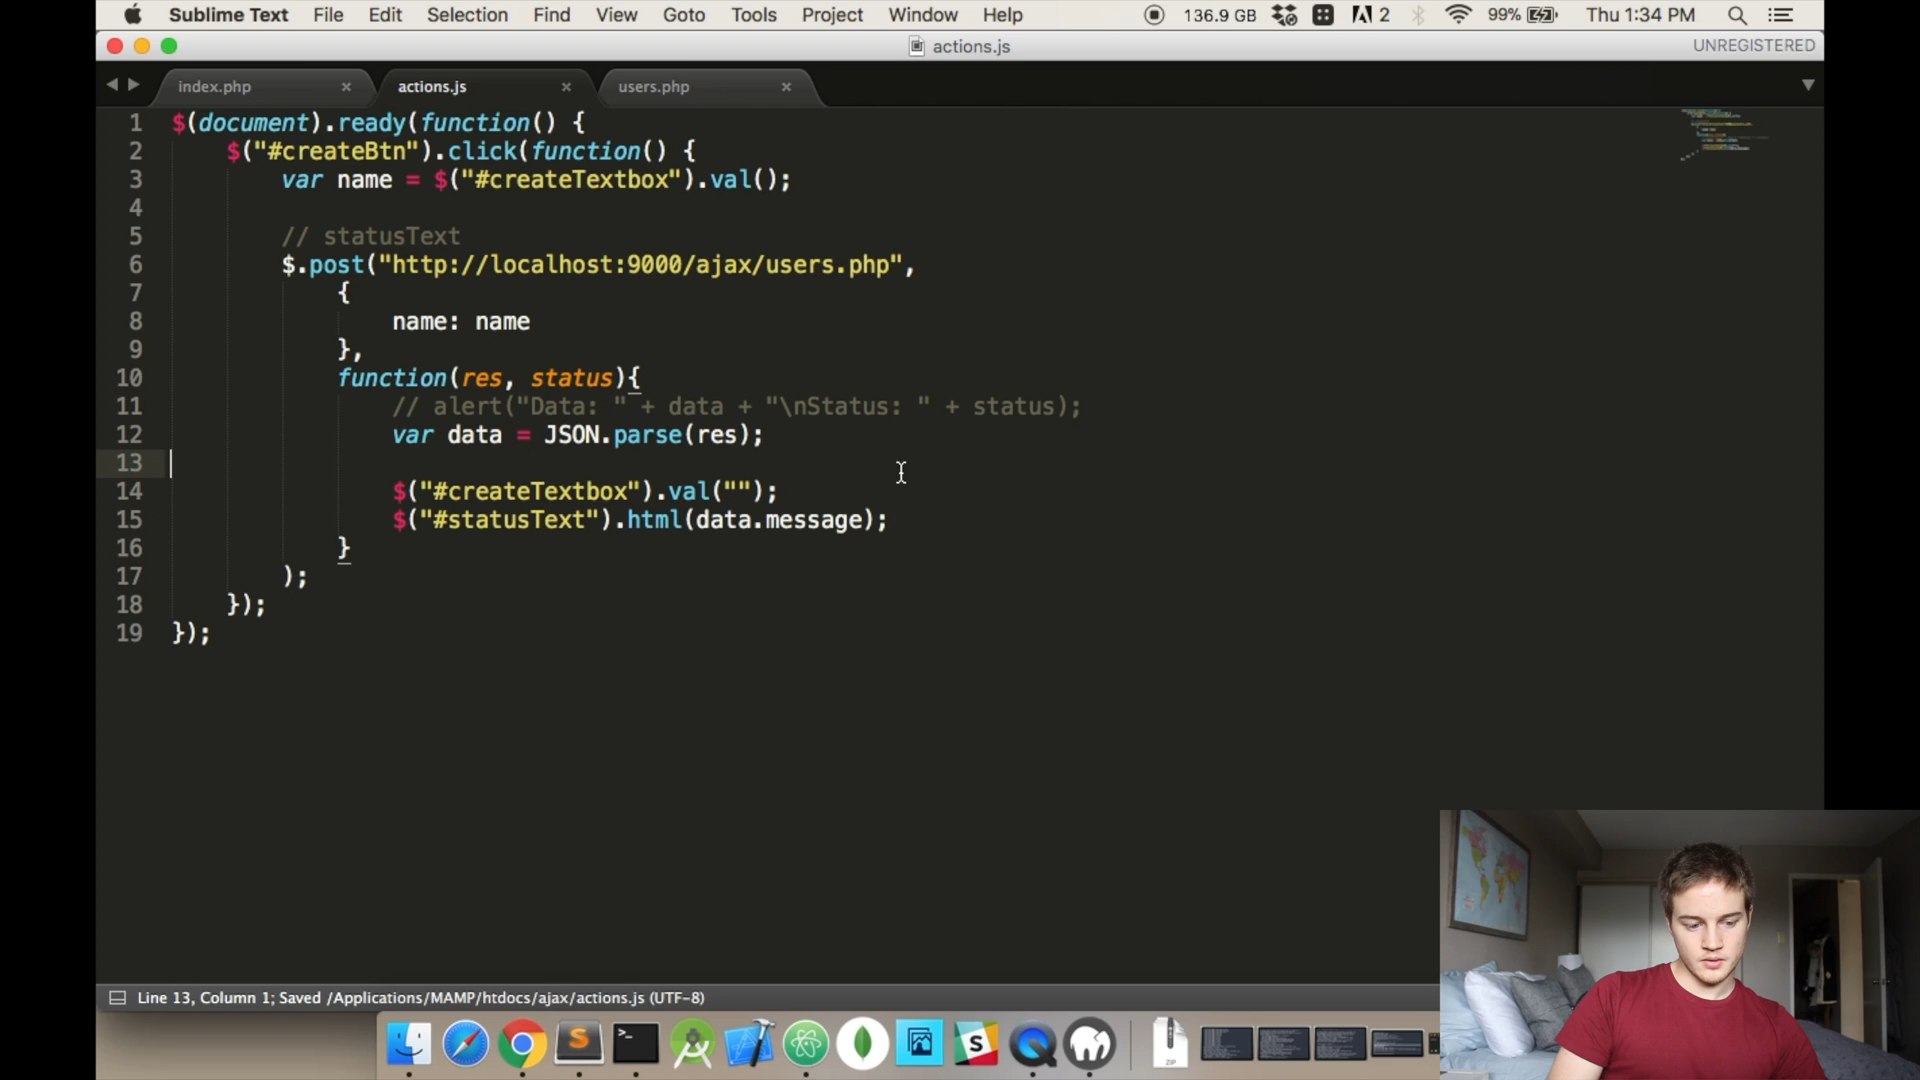 Sublime Text File Edit Selection Find View Goto Tools Project Window Help 136.9 GB 2 99% Thu 1:34 PM
actions.js UNREGISTERED
index.php actions.js users.php
1 $(document).ready(function() {
2 $("#createBtn").click(function() {
3 var name = $("#createTextbox").val();
4
5 // statusText
6 $.post("http://localhost:9000/ajax/users.php",
7 {
8 name: name
9 },
10 function(res, status){
11 // alert("Data: " + data + "\nStatus: " + status);
12 var data = JSON.parse(res);
13
14 $("#createTextbox").val("");
15 $("#statusText").html(data.message);
16 }
17 );
18 });
19 });
Line 13, Column 1; Saved /Applications/MAMP/htdocs/ajax/actions.js (UTF-8)
S >_ S
ZIP